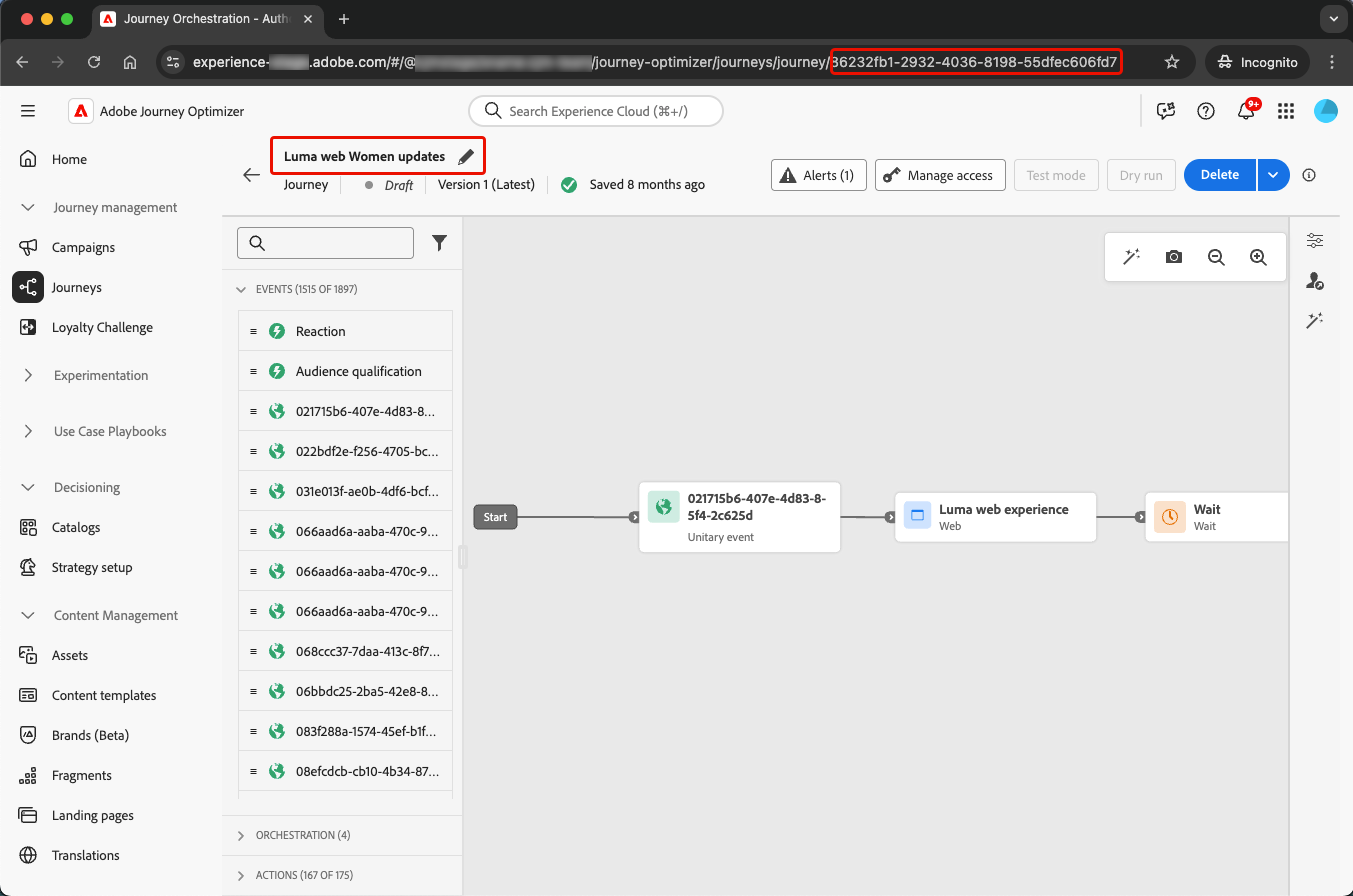 Journey Orchestration - Auth
experience-
.adobe.com/#/@
/journey-optimizer/journeys/journey/86232fb1-2932-4036-8198-55dfec606fd7
Incognito
Adobe Journey Optimizer
Search Experience Cloud (⌘+/)
9+
Home
Journey management
Campaigns
Journeys
Loyalty Challenge
Experimentation
Use Case Playbooks
Decisioning
Catalogs
Strategy setup
Content Management
Assets
Content templates
Brands (Beta)
Fragments
Landing pages
Translations
Luma web Women updates
Journey
Draft
Version 1 (Latest)
Saved 8 months ago
Alerts (1)
Manage access
Test mode
Dry run
Delete
EVENTS (1515 OF 1897)
Reaction
Audience qualification
021715b6-407e-4d83-8...
022bdf2e-f256-4705-bc...
031e013f-ae0b-4df6-bcf...
066aad6a-aaba-470c-9...
066aad6a-aaba-470c-9...
066aad6a-aaba-470c-9...
068ccc37-7daa-413c-8f7...
06bbdc25-2ba5-42e8-8...
083f288a-1574-45ef-b1f...
08efcdcb-cb10-4b34-87...
ORCHESTRATION (4)
ACTIONS (167 OF 175)
Start
021715b6-407e-4d83-8-
5f4-2c625d
Unitary event
Luma web experience
Web
Wait
Wait